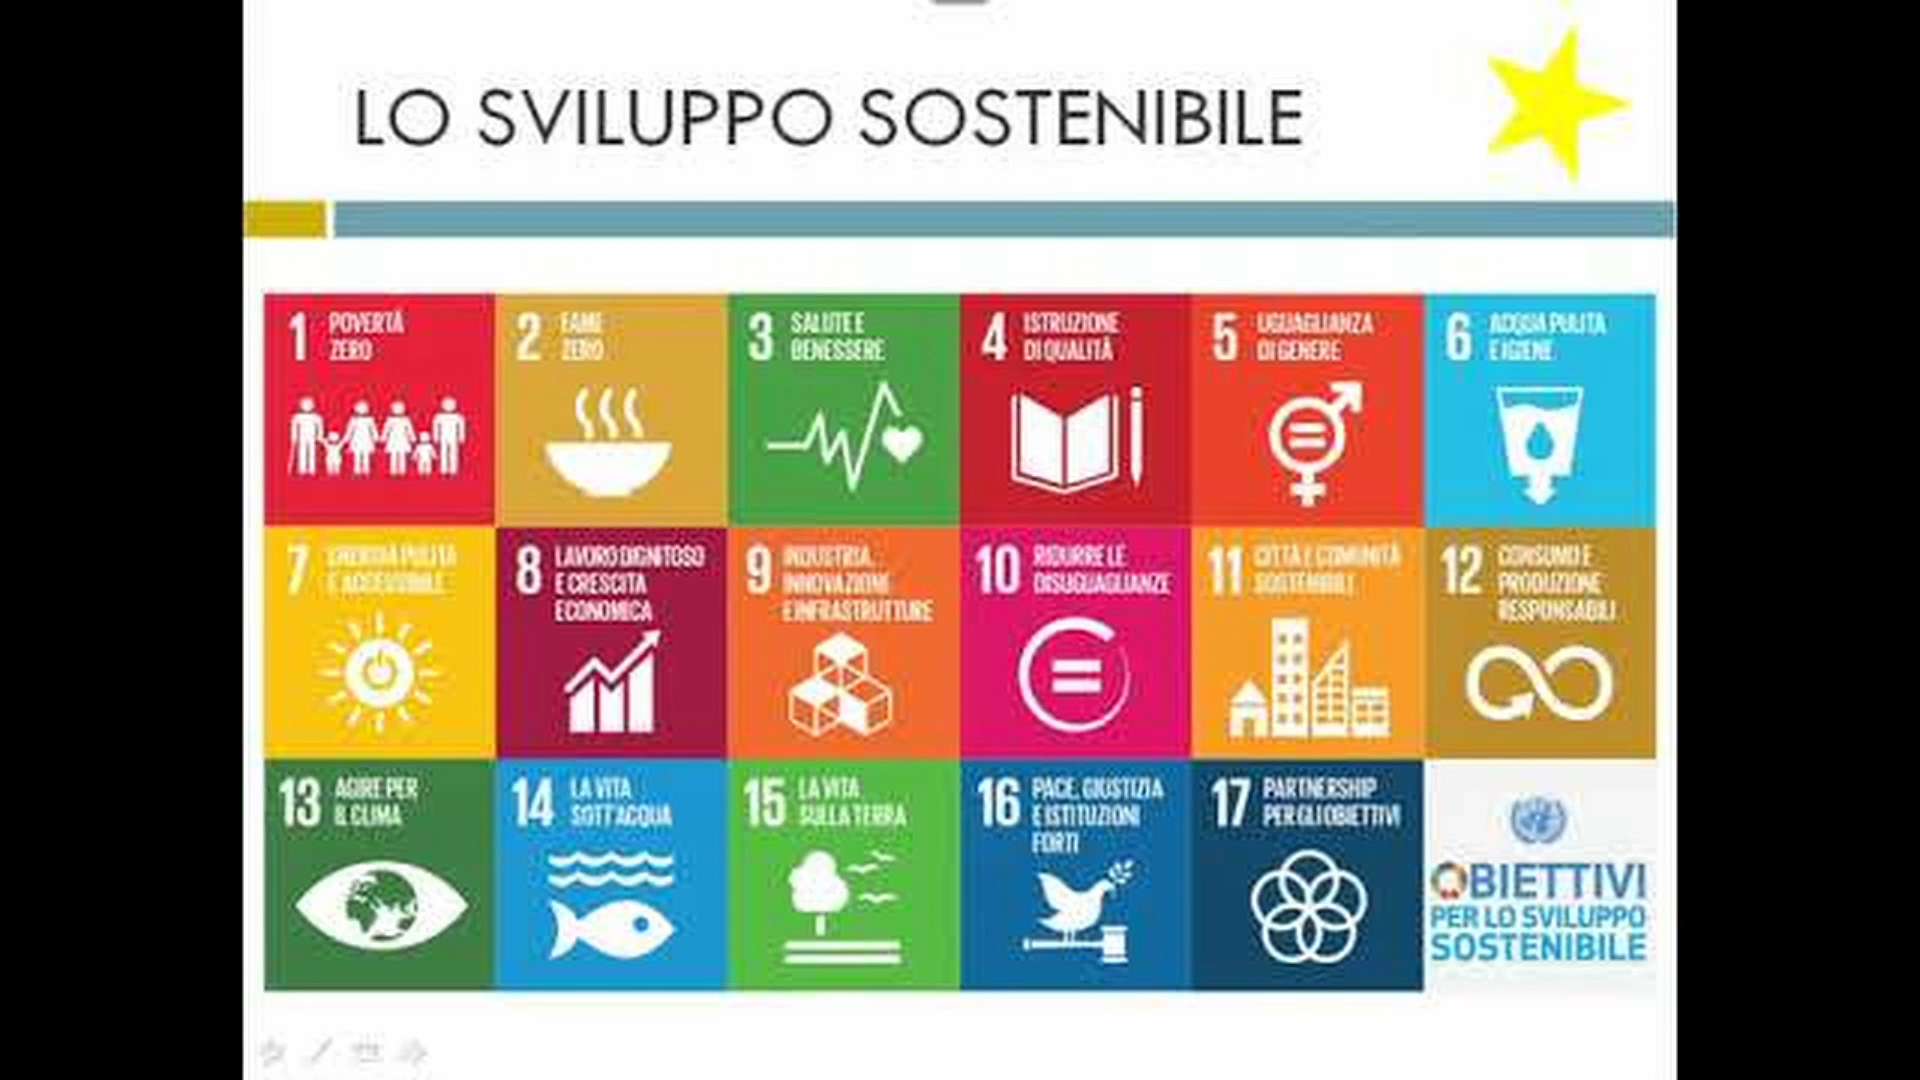 LO SVILUPPO SOSTENIBILE
1 POVERTÀ
ZERO
2 FAME
ZERO
3 SALUTE E
BENESSERE
4 ISTRUZIONE
DI QUALITÀ
5 UGUAGLIANZA
DI GENERE
6 ACQUA PULITA
E IGIENE
7 ENERGIA PULITA
E ACCESSIBILE
8 LAVORO DIGNITOSO
E CRESCITA
ECONOMICA
9 INDUSTRIA,
INNOVAZIONE
E INFRASTRUTTURE
10 RIDURRE LE
DISUGUAGLIANZE
11 CITTÀ E COMUNITÀ
SOSTENIBILI
12 CONSUMO E
PRODUZIONE
RESPONSABILI
13 AGIRE PER
IL CLIMA
14 LA VITA
SOTT'ACQUA
15 LA VITA
SULLA TERRA
16 PACE, GIUSTIZIA
E ISTITUZIONI
FORTI
17 PARTNERSHIP
PER GLI OBIETTIVI
OBIETTIVI
PER LO SVILUPPO
SOSTENIBILE